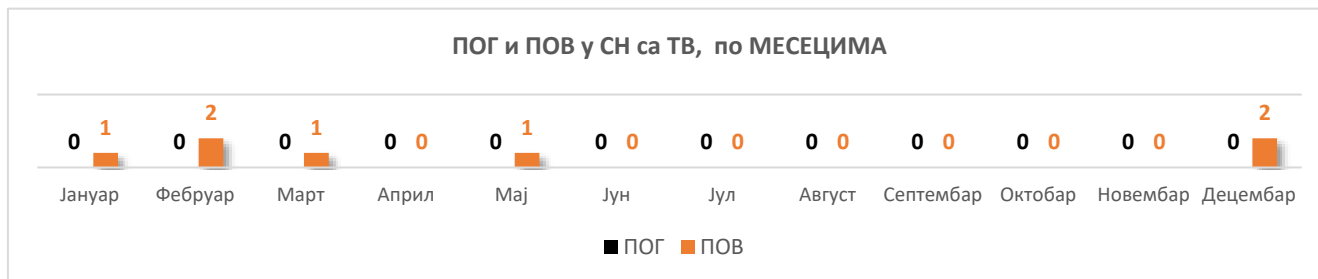 ПОГ и ПОВ у СН са ТВ, по МЕСЕЦИМА
0 1 0 2 0 1 0 0 0 1 0 0 0 0 0 0 0 0 0 0 0 0 0 2
Јануар Фебруар Март Април Мај Јун Јул Август Септембар Октобар Новембар Децембар
ПОГ ПОВ